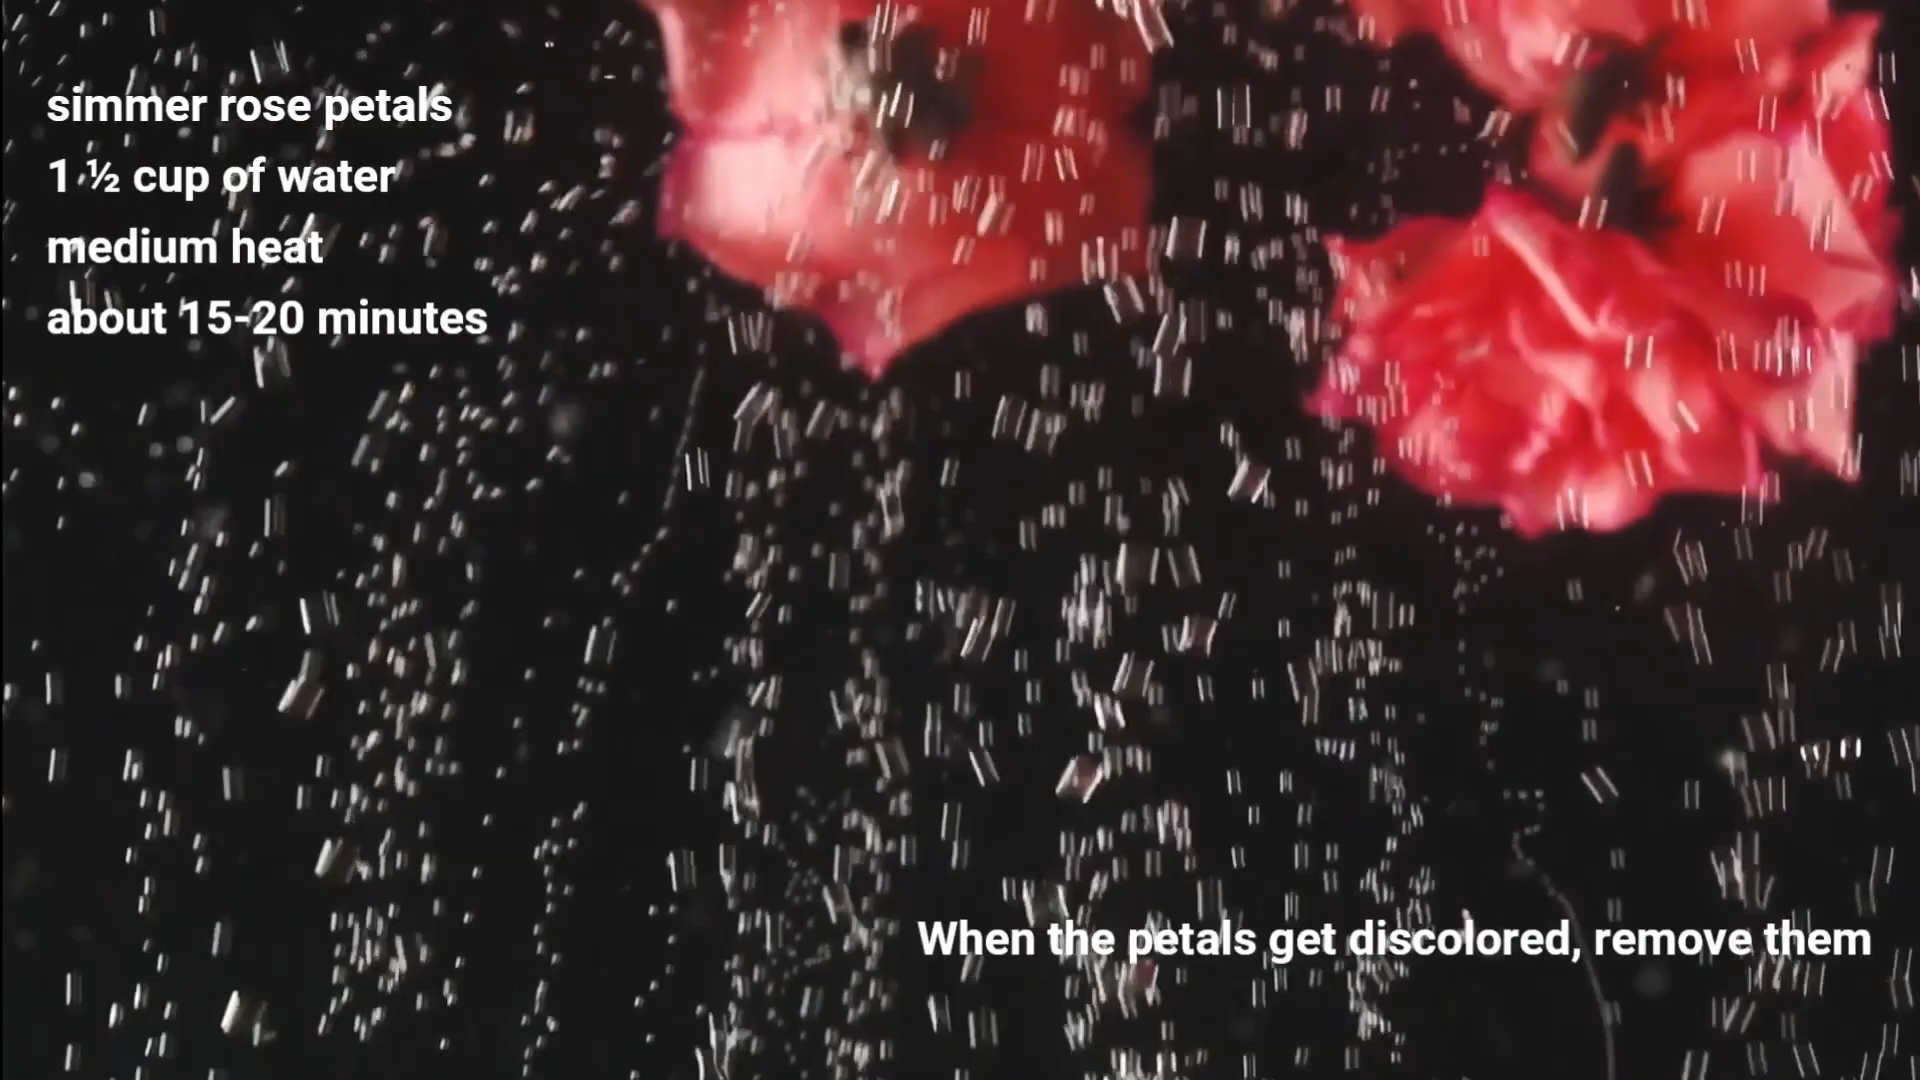 simmer rose petals
1 ½ cup of water
medium heat
about 15-20 minutes
When the petals get discolored, remove them